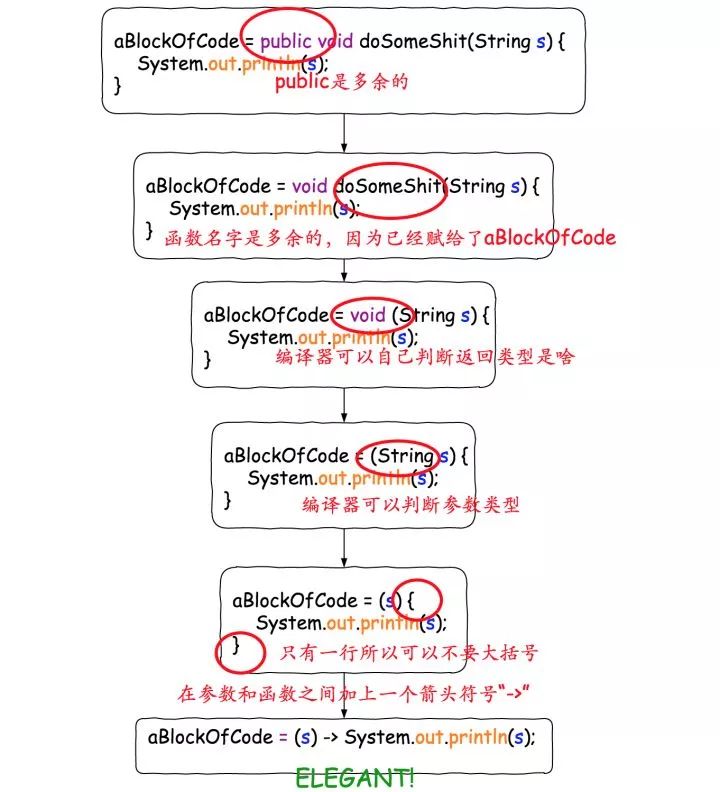 aBlockOfCode = public void doSomeShit(String s) {
System.out.println(s);
public是多余的
}
aBlockOfCode = void doSomeShit(String s) {
System.out.println(s);
} 函数名字是多余的，因为已经赋给了aBlockOfCode
aBlockOfCode = void (String s) {
System.out.println(s);
} 编译器可以自己判断返回类型是啥
aBlockOfCode = (String s) {
System.out.println(s);
} 编译器可以判断参数类型
aBlockOfCode = (s) {
System.out.println(s);
} 只有一行所以可以不要大括号
在参数和函数之间加上一个箭头符号“->”
aBlockOfCode = (s) -> System.out.println(s);
ELEGANT!